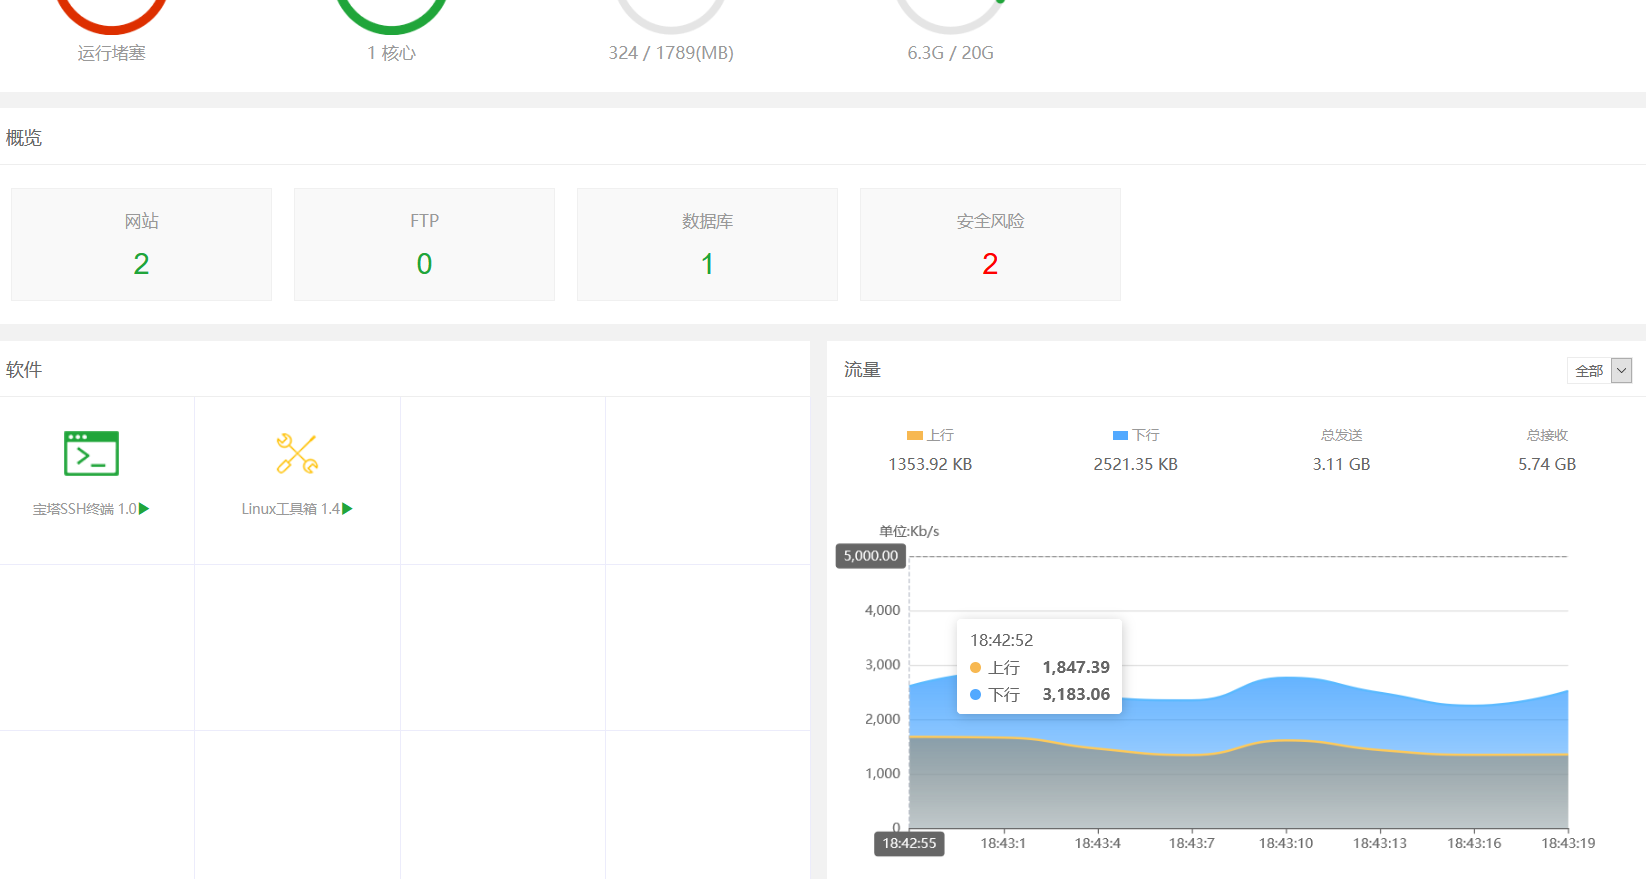 运行堵塞
1 核心
324 / 1789(MB)
6.3G / 20G
概览
网站
FTP
数据库
安全风险
2
0
1
2
软件
宝塔SSH终端 1.0
Linux工具箱 1.4
流量
全部
上行
下行
总发送
总接收
1353.92 KB
2521.35 KB
3.11 GB
5.74 GB
单位:Kb/s
5,000.00
4,000
3,000
2,000
1,000
0
18:42:52
上行 1,847.39
下行 3,183.06
18:42:55
18:43:1
18:43:4
18:43:7
18:43:10
18:43:13
18:43:16
18:43:19